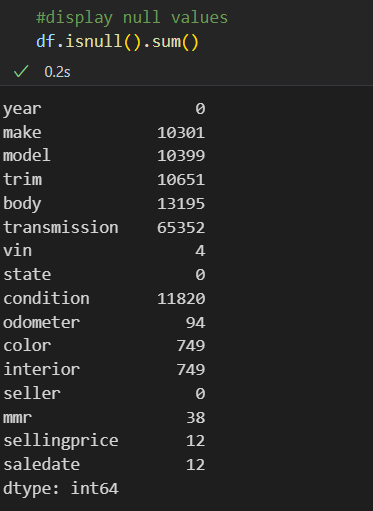 #display null values
df.isnull().sum()
✓ 0.2s
year 0
make 10301
model 10399
trim 10651
body 13195
transmission 65352
vin 4
state 0
condition 11820
odometer 94
color 749
interior 749
seller 0
mmr 38
sellingprice 12
saledate 12
dtype: int64